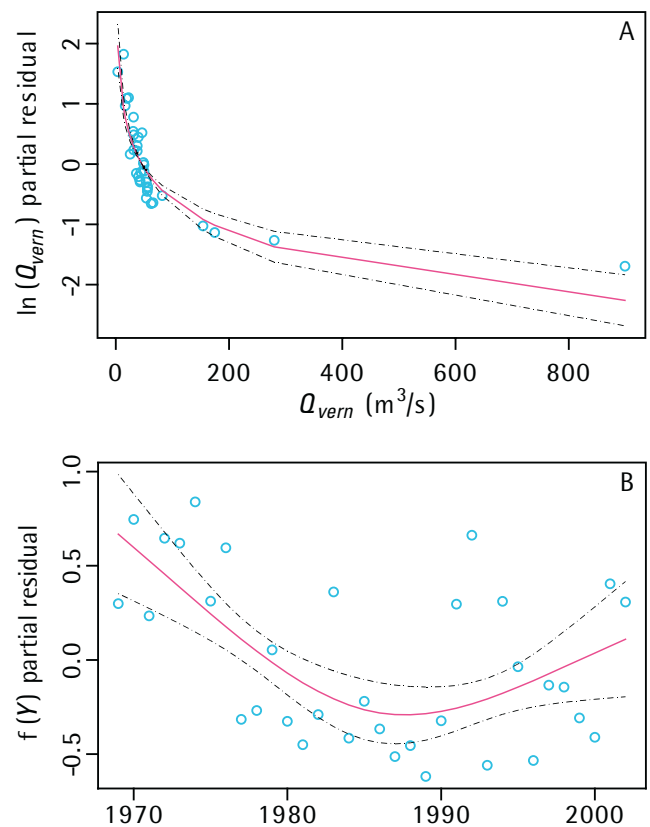 A
ln (Q_vern) partial residual
2
1
0
-1
-2
0 200 400 600 800
Q_vern (m³/s)
B
f (Y) partial residual
1.0
0.5
0.0
-0.5
1970 1980 1990 2000